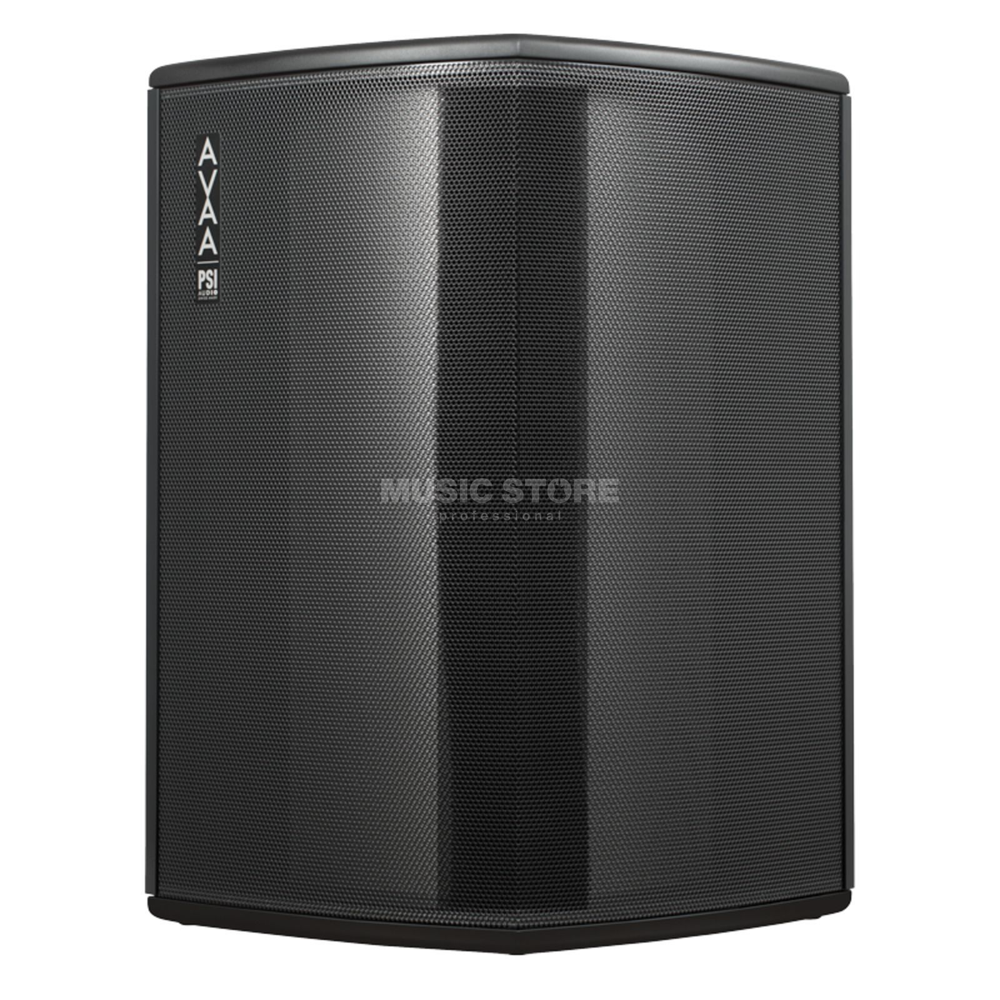 AVAA
PSI
AUDIO
MUSIC STORE
professional